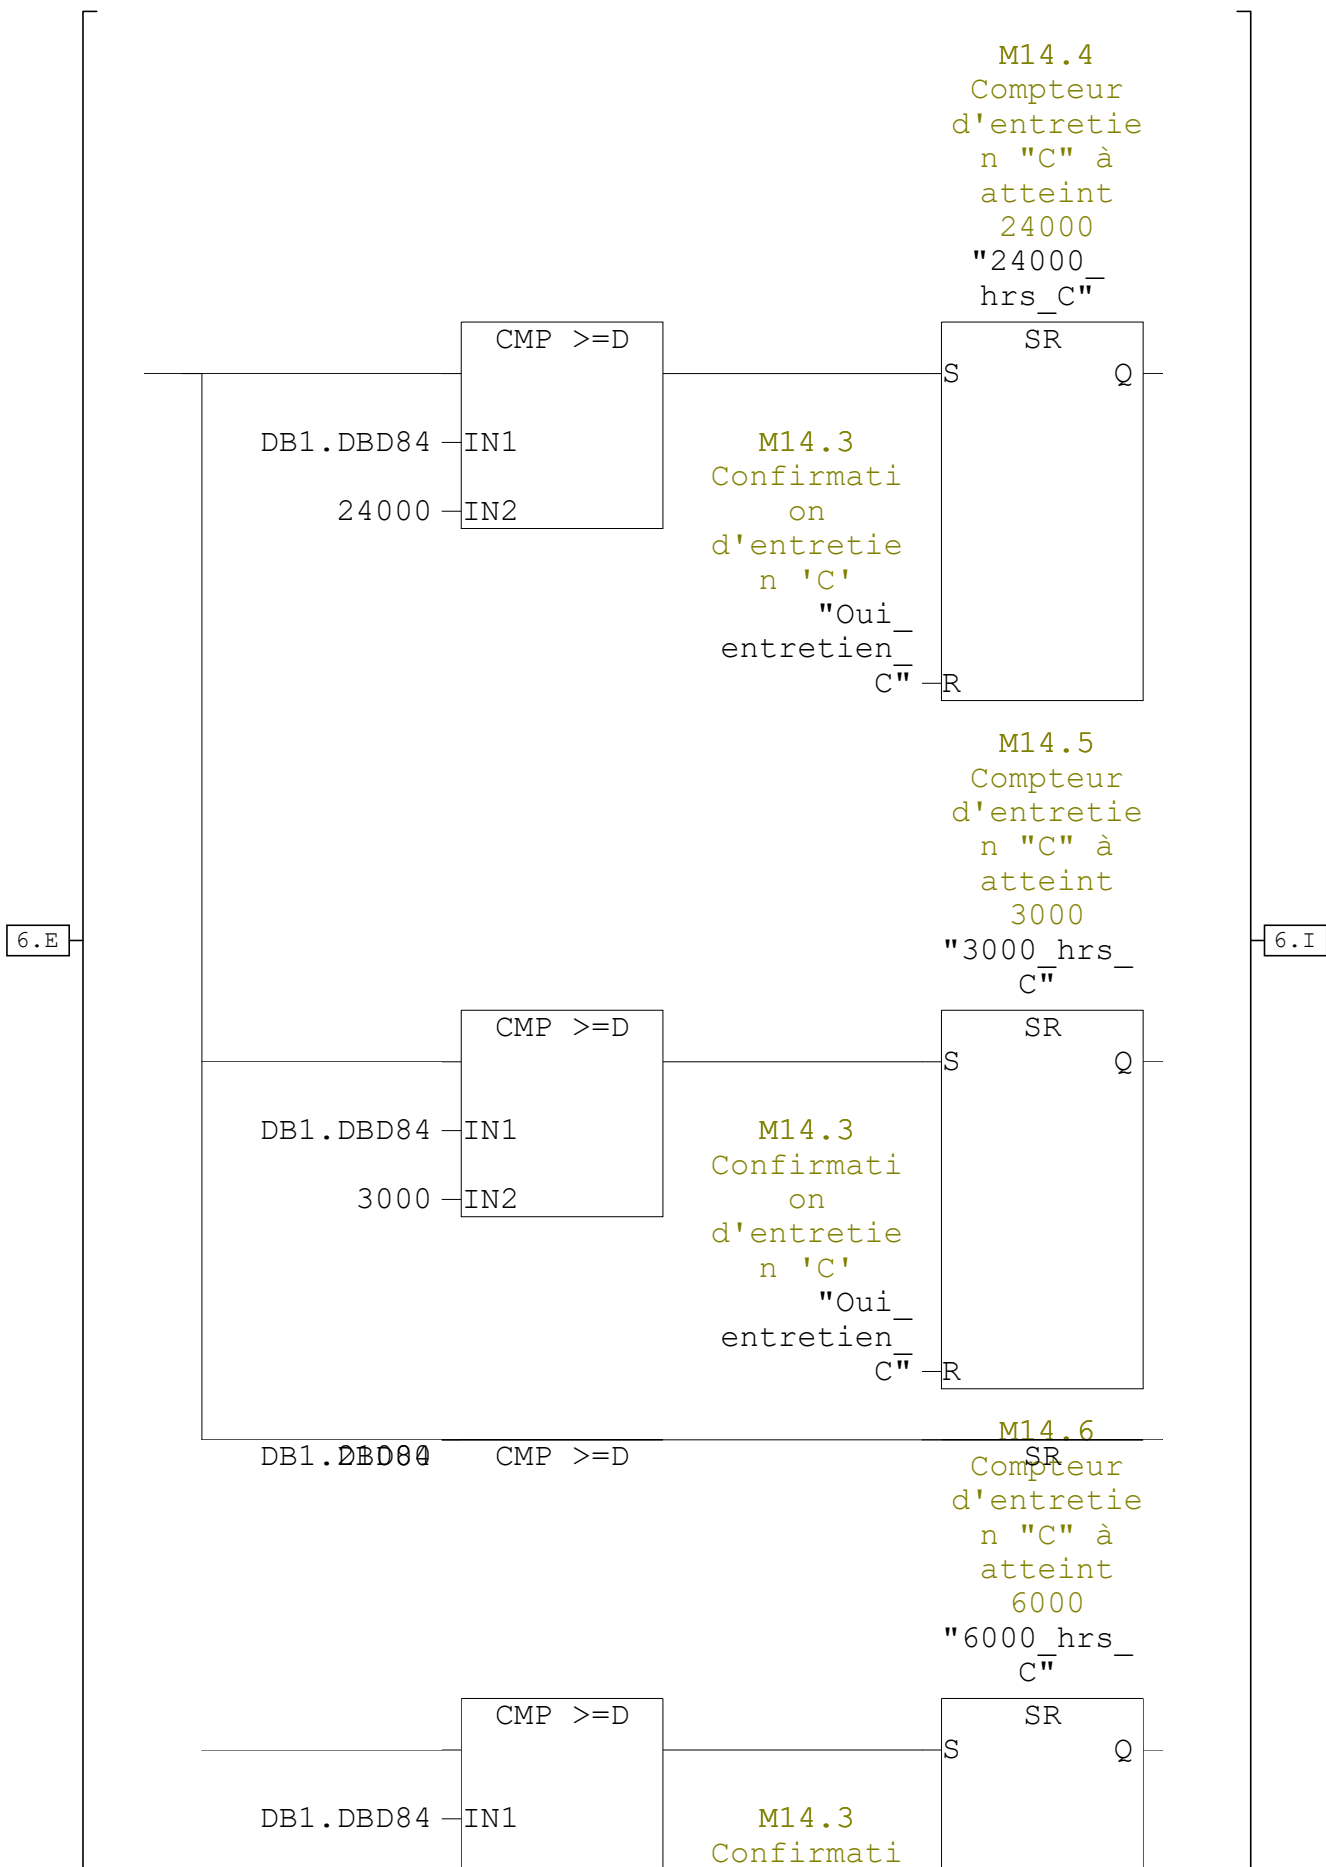 M14.4
Compteur
d'entretie
n "C" à
atteint
24000
"24000_
hrs_C"
CMP >=D
SR
S
Q
DB1.DBD84
IN1
24000
IN2
M14.3
Confirmati
on
d'entretie
n 'C'
"Oui_
entretien_
C"
R
M14.5
Compteur
d'entretie
n "C" à
atteint
3000
"3000_hrs_
C"
6.E
6.I
CMP >=D
SR
S
Q
DB1.DBD84
IN1
3000
IN2
M14.3
Confirmati
on
d'entretie
n 'C'
"Oui_
entretien_
C"
R
M14.6
CMP >=D
SR
Compteur
d'entretie
n "C" à
atteint
6000
"6000_hrs_
C"
CMP >=D
SR
S
Q
DB1.DBD84
IN1
M14.3
Confirmati